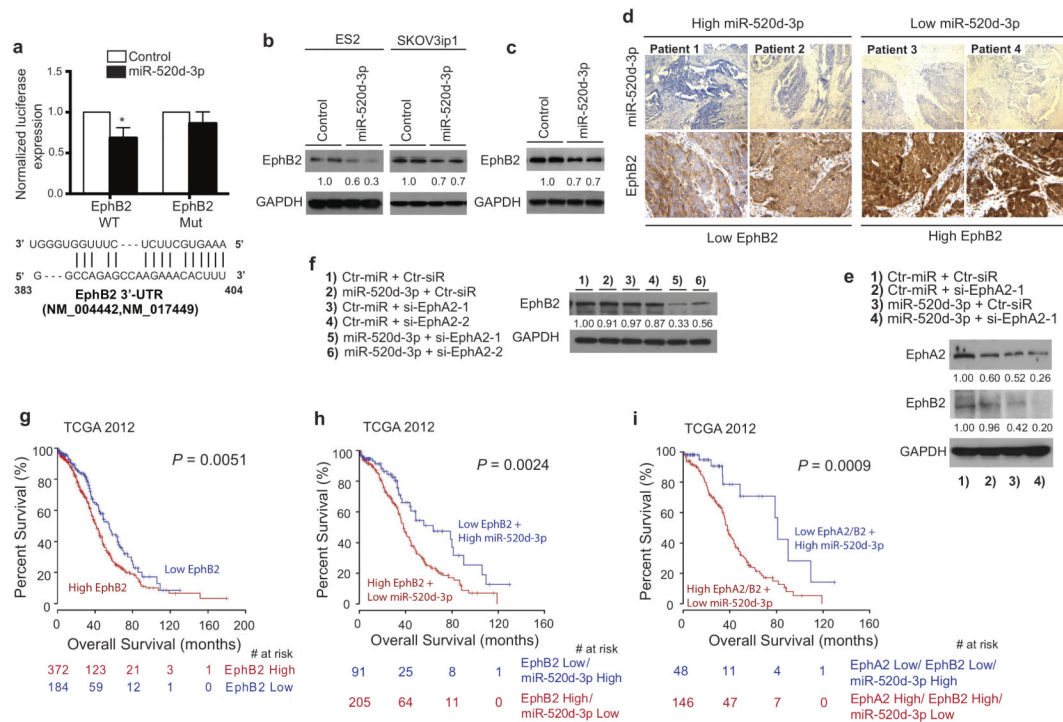 a
Control
miR-520d-3p
Normalized luciferase
expression
1.5
1.0
0.5
0.0
*
EphB2
WT
EphB2
Mut
3' UGGGUGGUUUC - - - UCUUCGUGAAA 5'
5' G- - -GCCAGAGCCAAGAAACACUUU 3'
383
404
EphB2 3'-UTR
(NM_004442,NM_017449)
b
ES2
SKOV3ip1
Control
miR-520d-3p
Control
miR-520d-3p
EphB2
1.0 0.6 0.3 1.0 0.7 0.7
GAPDH
c
Control
miR-520d-3p
EphB2
1.0 0.7 0.7
GAPDH
d
High miR-520d-3p
Low miR-520d-3p
Patient 1
Patient 2
Patient 3
Patient 4
miR-520d-3p
EphB2
Low EphB2
High EphB2
f
1) Ctr-miR + Ctr-siR
2) miR-520d-3p + Ctr-siR
3) Ctr-miR + si-EphA2-1
4) Ctr-miR + si-EphA2-2
5) miR-520d-3p + si-EphA2-1
6) miR-520d-3p + si-EphA2-2
1) 2) 3) 4) 5) 6)
EphB2
1.00 0.91 0.97 0.87 0.33 0.56
GAPDH
e
1) Ctr-miR + Ctr-siR
2) Ctr-miR + si-EphA2-1
3) miR-520d-3p + Ctr-siR
4) miR-520d-3p + si-EphA2-1
EphA2
1.00 0.60 0.52 0.26
EphB2
1.00 0.96 0.42 0.20
GAPDH
1) 2) 3) 4)
g
TCGA 2012
P = 0.0051
Percent Survival (%)
100
80
60
40
20
0
Low EphB2
High EphB2
0 40 80 120 160 200
Overall Survival (months)
# at risk
372 123 21 3 1 EphB2 High
184 59 12 1 0 EphB2 Low
h
TCGA 2012
P = 0.0024
Percent Survival (%)
100
80
60
40
20
0
Low EphB2 +
High miR-520d-3p
High EphB2 +
Low miR-520d-3p
0 40 80 120 160
Overall Survival (months)
# at risk
91 25 8 1 EphB2 Low/
miR-520d-3p High
205 64 11 0 EphB2 High/
miR-520d-3p Low
i
TCGA 2012
P = 0.0009
Percent Survival (%)
100
80
60
40
20
0
Low EphA2/B2 +
High miR-520d-3p
High EphA2/B2 +
Low miR-520d-3p
0 40 80 120 160
Overall Survival (months)
# at risk
48 11 4 1 EphA2 Low/ EphB2 Low/
miR-520d-3p High
146 47 7 0 EphA2 High/ EphB2 High/
miR-520d-3p Low